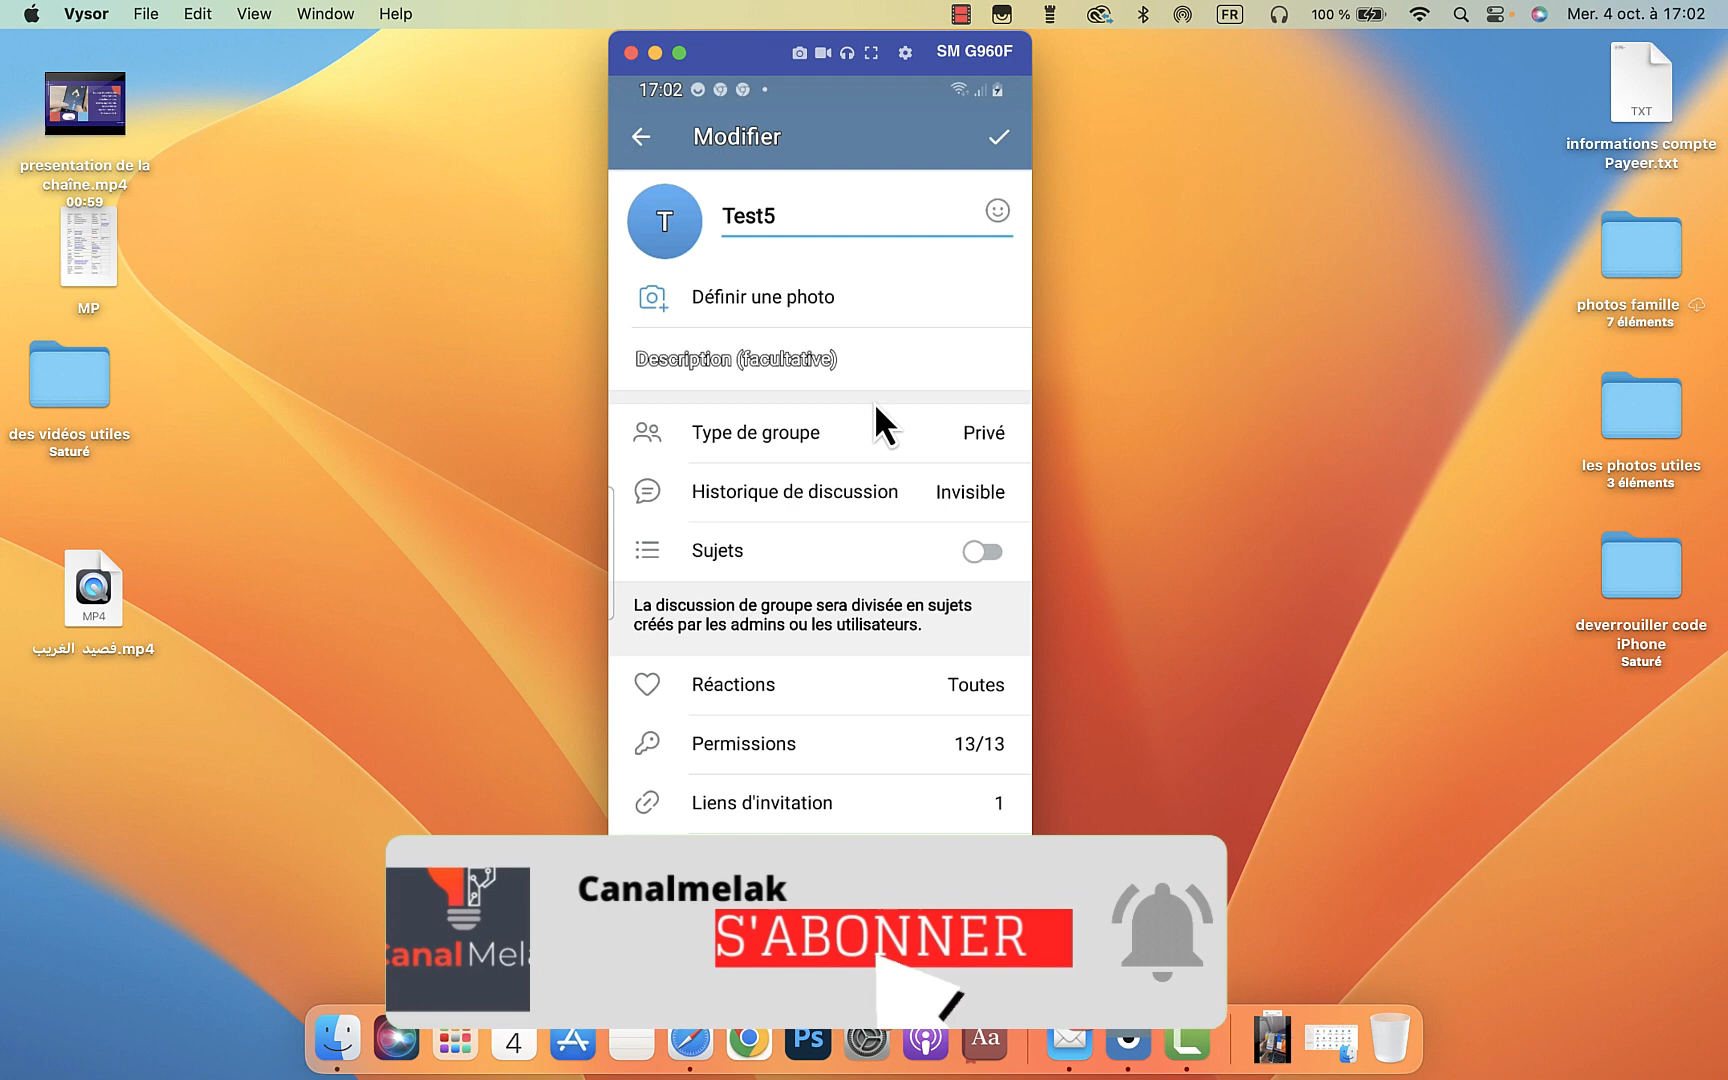 Vysor File Edit View Window Help
FR 100 % Mer. 4 oct. à 17:02
SM G960F
17:02
Modifier
T
Test5
Définir une photo
Description (facultative)
Type de groupe Privé
Historique de discussion Invisible
Sujets
La discussion de groupe sera divisée en sujets
créés par les admins ou les utilisateurs.
Réactions Toutes
Permissions 13/13
Liens d'invitation 1
presentation de la
chaîne.mp4
00:59
MP
des vidéos utiles
Saturé
MP4
قصيد الغريب.mp4
TXT
informations compte
Payeer.txt
photos famille
7 éléments
les photos utiles
3 éléments
deverrouiller code
iPhone
Saturé
Canalmelak
S'ABONNER
Canal Mela
4
Ps
Aa